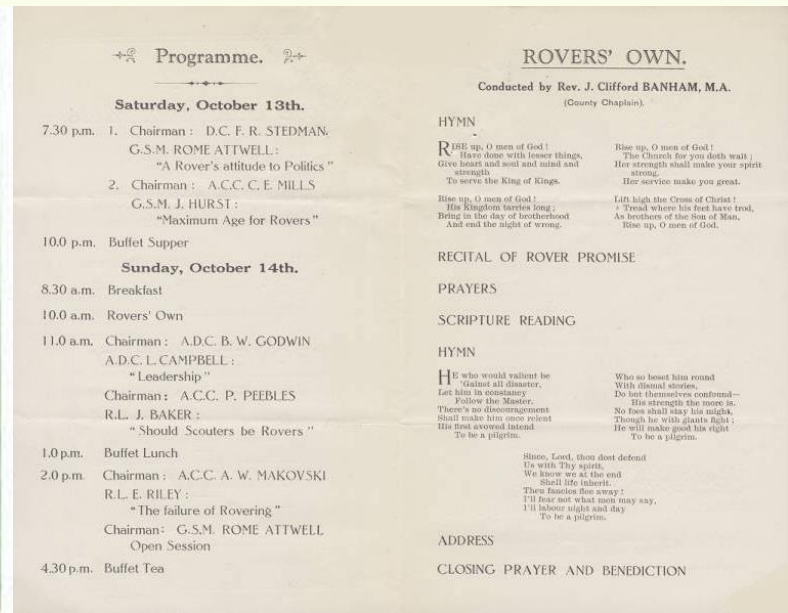 Programme.
Saturday, October 13th.
7.30 p.m. 1. Chairman : D.C. F. R. STEDMAN.
G.S.M. ROME ATTWELL :
"A Rover's attitude to Politics"
2. Chairman : A.C.C. C. E. MILLS
G.S.M. J. HURST :
"Maximum Age for Rovers"
10.0 p.m. Buffet Supper
Sunday, October 14th.
8.30 a.m. Breakfast
10.0 a.m. Rovers' Own
11.0 a.m. Chairman : A.D.C. B. W. GODWIN
A.D.C. L. CAMPBELL :
"Leadership"
Chairman : A.C.C. P. PEEBLES
R.L. J. BAKER :
"Should Scouters be Rovers"
1.0 p.m. Buffet Lunch
2.0 p.m. Chairman : A.C.C. A. W. MAKOVSKI
R.L. E. RILEY :
"The failure of Rovering"
Chairman : G.S.M. ROME ATTWELL
Open Session
4.30 p.m. Buffet Tea
ROVERS' OWN.
Conducted by Rev. J. Clifford BANHAM, M.A.
(County Chaplain).
HYMN
RISE up, O men of God !
Have done with lesser things,
Give heart and soul and mind and
strength
To serve the King of Kings.
Rise up, O men of God !
His Kingdom tarries long ;
Bring in the day of brotherhood
And end the night of wrong.
Rise up, O men of God !
The Church for you doth wait ;
Her strength shall make your spirit
strong,
Her service make you great.
Lift high the Cross of Christ !
Tread where his feet have trod,
As brothers of the Son of Man,
Rise up, O men of God.
RECITAL OF ROVER PROMISE
PRAYERS
SCRIPTURE READING
HYMN
HE who would valient be
'Gainst all disaster,
Let him in constancy
Follow the Master.
There's no discouragement
Shall make him once relent
His first avowed intend
To be a pilgrim.
Who so beset him round
With dismal stories,
Do but themselves confound—
His strength the more is.
No foes shall stay his might,
Though he with giants fight ;
He will make good his right
To be a pilgrim.
Since, Lord, thou dost defend
Us with Thy spirit,
We know we at the end
Shall life inherit.
Then fancies flee away !
I'll fear not what men may say,
I'll labour night and day
To be a pilgrim.
ADDRESS
CLOSING PRAYER AND BENEDICTION